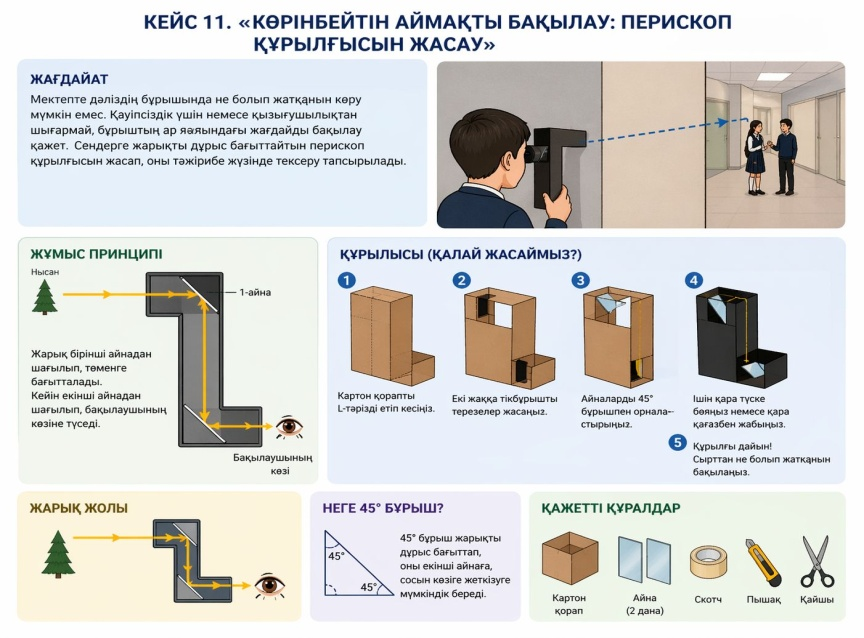 КЕЙС 11. «КӨРІНБЕЙТІН АЙМАҚТЫ БАҚЫЛАУ: ПЕРИСКОП
ҚҰРЫЛҒЫСЫН ЖАСАУ»
ЖАҒДАЙАТ
Мектепте дәліздің бұрышында не болып жатқанын көру
мүмкін емес. Қауіпсіздік үшін немесе қызығушылықтан
шығармай, бұрыштың ар яяяындағы жағдайды бақылау
қажет. Сендерге жарықты дұрыс бағыттайтын перископ
құрылғысын жасап, оны тәжірибе жүзінде тексеру тапсырылады.
ЖҰМЫС ПРИНЦИПІ
Нысан
1-айна
Жарық бірінші айнадан
шағылып, төменге
бағытталады.
Кейін екінші айнадан
шағылып, бақылаушының
көзіне түседі.
Бақылаушының
көзі
ҚҰРЫЛЫСЫ (ҚАЛАЙ ЖАСАЙМЫЗ?)
1
Картон қорапты
L-тәрізді етіп кесіңіз.
2
Екі жаққа тікбұрышты
терезелер жасаңыз.
3
Айналарды 45°
бұрышпен орнала-
стырыңыз.
4
Ішін қара түске
бояңыз немесе қара
қағазбен жабыңыз.
5
Құрылғы дайын!
Сырттан не болып жатқанын
бақылаңыз.
ЖАРЫҚ ЖОЛЫ
НЕГЕ 45° БҰРЫШ?
45°
45°
45° бұрыш жарықты
дұрыс бағыттап,
оны екінші айнаға,
сосын көзге жеткізуге
мүмкіндік береді.
ҚАЖЕТТІ ҚҰРАЛДАР
Картон
қорап
Айна
(2 дана)
Скотч
Пышақ
Қайшы